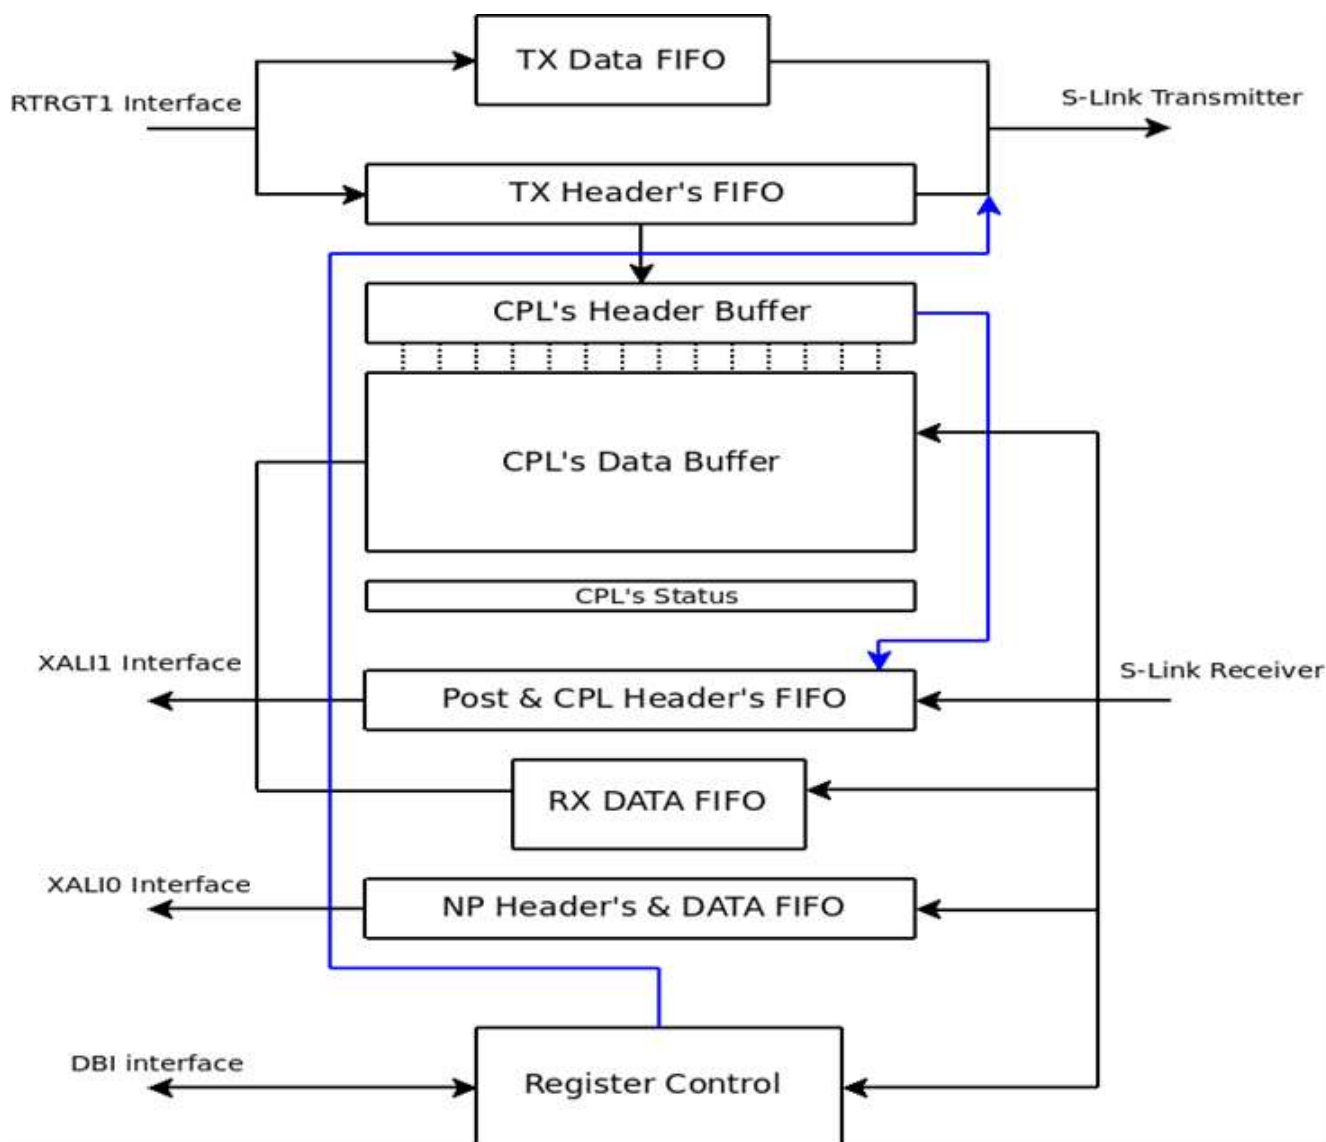 TX Data FIFO
RTRGT1 Interface
S-LInk Transmitter
TX Header's FIFO
CPL's Header Buffer
CPL's Data Buffer
CPL's Status
XALI1 Interface
S-Link Receiver
Post & CPL Header's FIFO
RX DATA FIFO
XALI0 Interface
NP Header's & DATA FIFO
DBI interface
Register Control